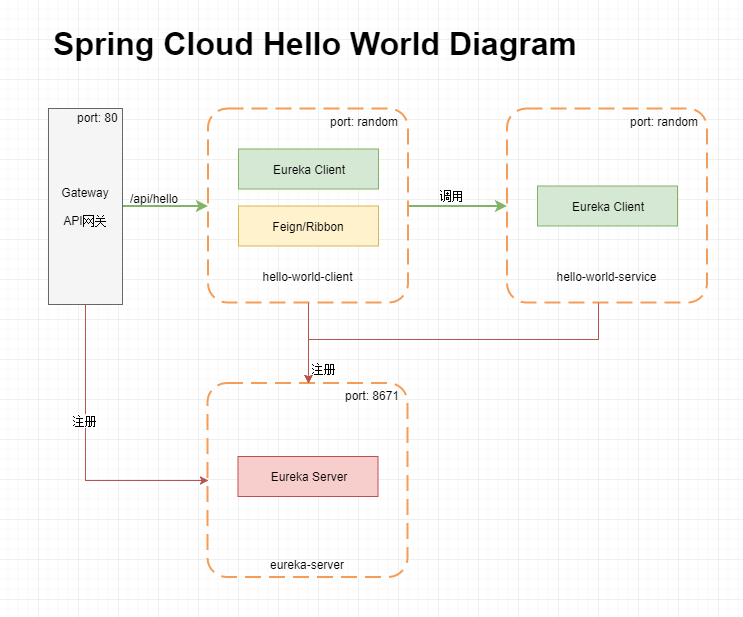 Spring Cloud Hello World Diagram
port: 80
Gateway
API网关
/api/hello
port: random
Eureka Client
Feign/Ribbon
hello-world-client
调用
port: random
Eureka Client
hello-world-service
注册
注册
port: 8671
Eureka Server
eureka-server